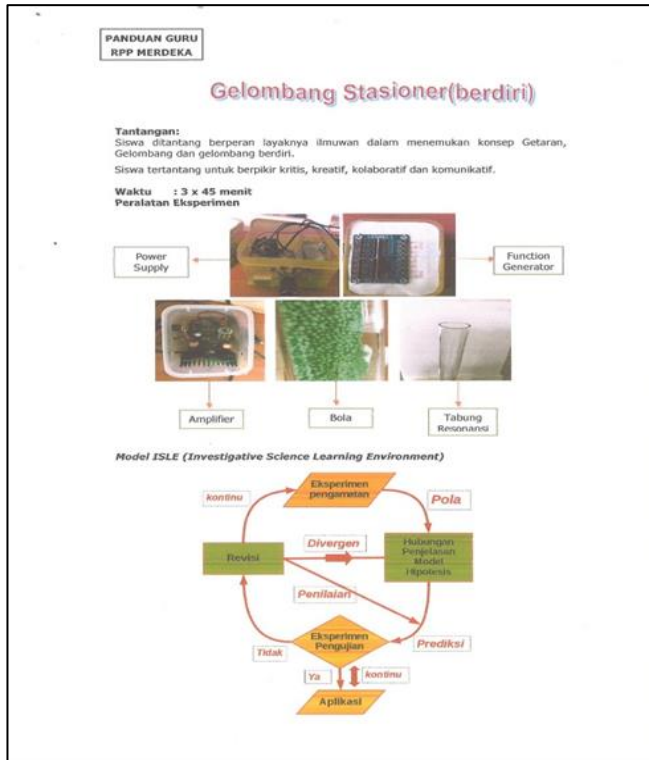 PANDUAN GURU
RPP MERDEKA
Gelombang Stasioner(berdiri)
Tantangan:
Siswa ditantang berperan layaknya ilmuwan dalam menemukan konsep Getaran,
Gelombang dan gelombang berdiri.
Siswa tertantang untuk berpikir kritis, kreatif, kolaboratif dan komunikatif.
Waktu : 3 x 45 menit
Peralatan Eksperimen
Power
Supply
Function
Generator
Amplifier
Bola
Tabung
Resonansi
Model ISLE (Investigative Science Learning Environment)
Eksperimen
pengamatan
kontinu
Pola
Divergen
Revisi
Hubungan
Penjelasan
Model
Hipotesis
Penilaian
Eksperimen
Pengujian
Prediksi
Tidak
Ya
kontinu
Aplikasi